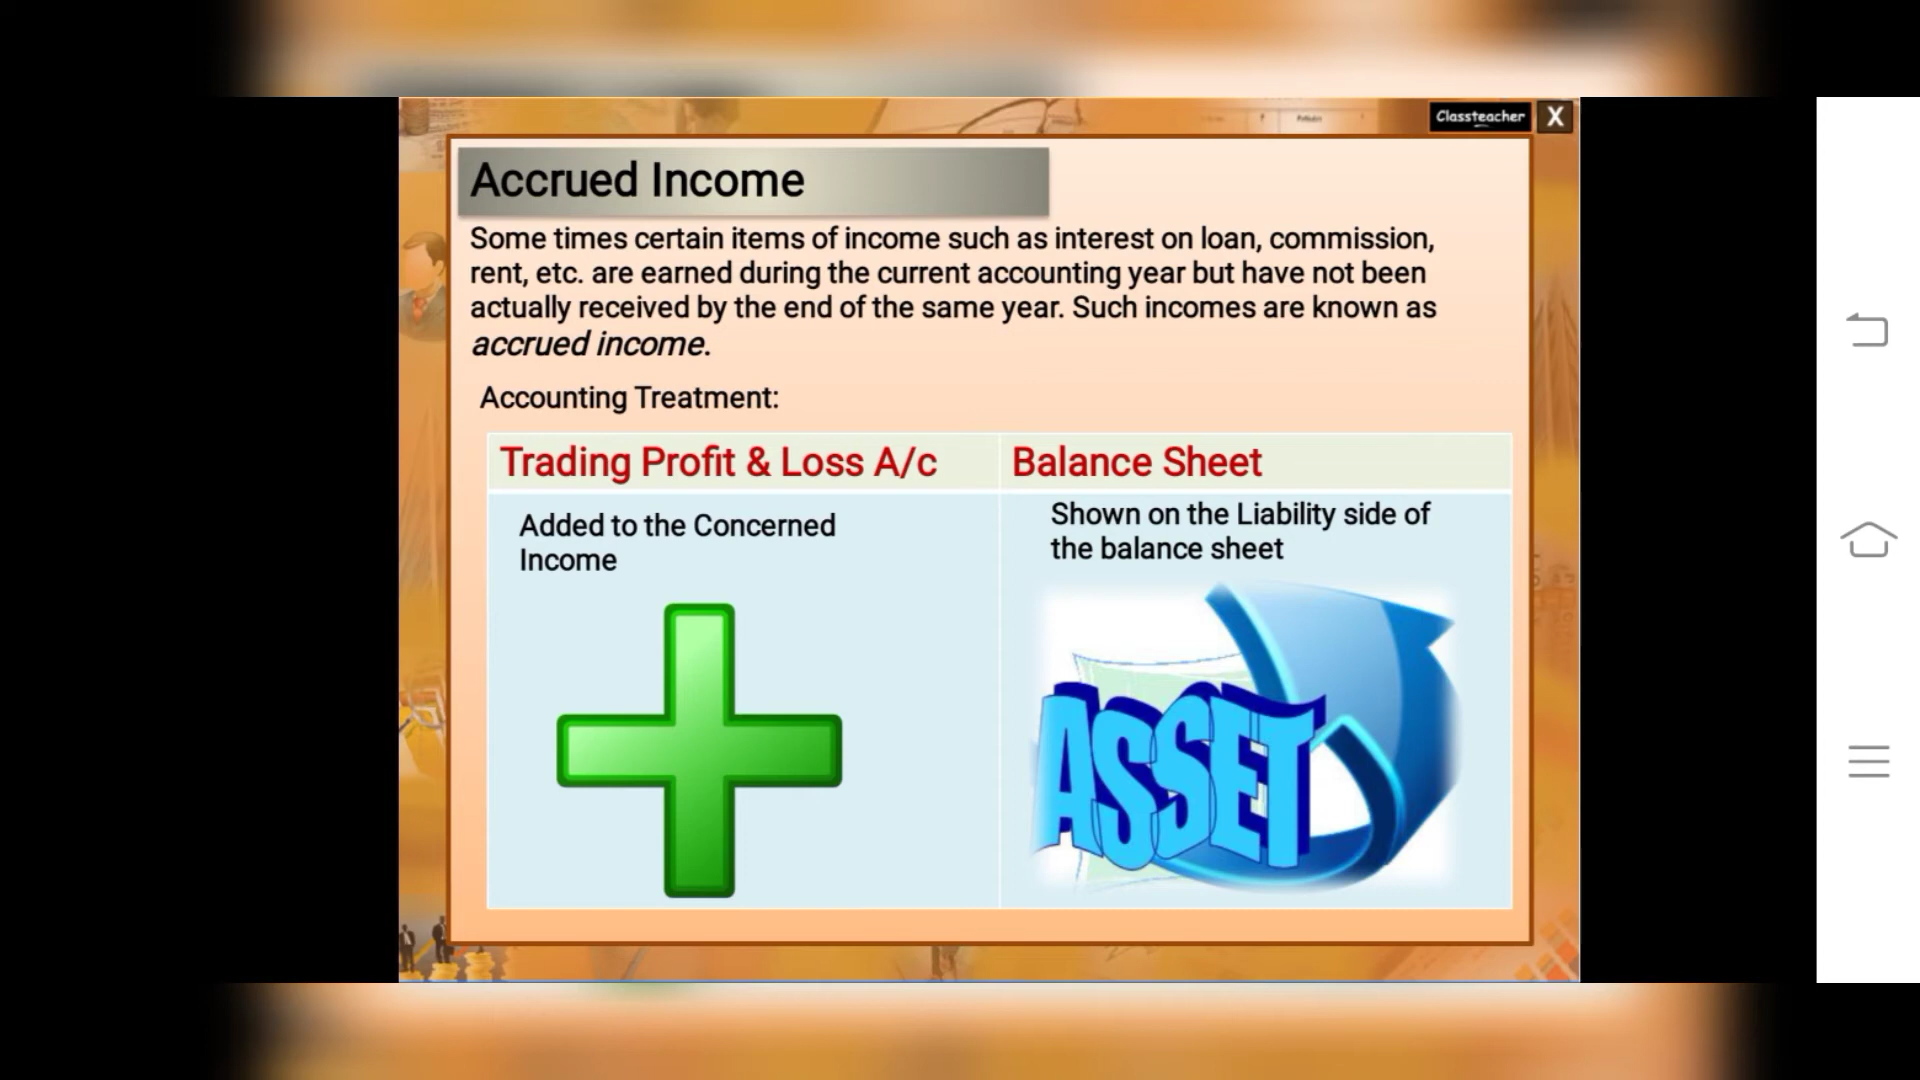 Classteacher X
Accrued Income
Some times certain items of income such as interest on loan, commission,
rent, etc. are earned during the current accounting year but have not been
actually received by the end of the same year. Such incomes are known as
accrued income.
Accounting Treatment:
Trading Profit & Loss A/c
Balance Sheet
Added to the Concerned
Income
Shown on the Liability side of
the balance sheet
ASSET